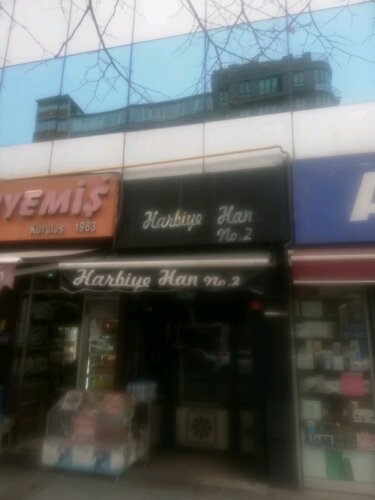 YEMİŞ
Kuruluş 1983
Harbiye Han
No.2
Harbiye Han No.2
A